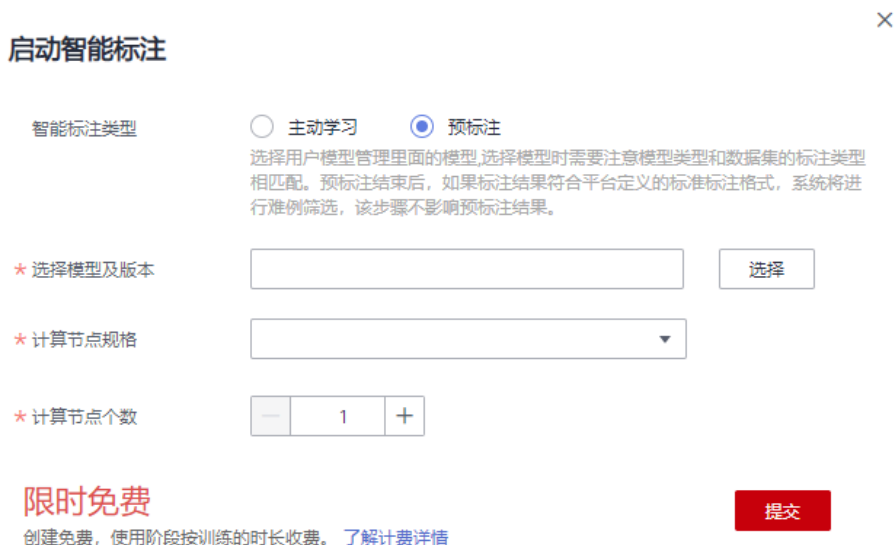 启动智能标注
智能标注类型
主动学习
预标注
选择用户模型管理里面的模型,选择模型时需要注意模型类型和数据集的标注类型
相匹配。预标注结束后，如果标注结果符合平台定义的标准标注格式，系统将进
行难例筛选，该步骤不影响预标注结果。
* 选择模型及版本
选择
* 计算节点规格
* 计算节点个数
1
限时免费
创建免费，使用阶段按训练的时长收费。 了解计费详情
提交